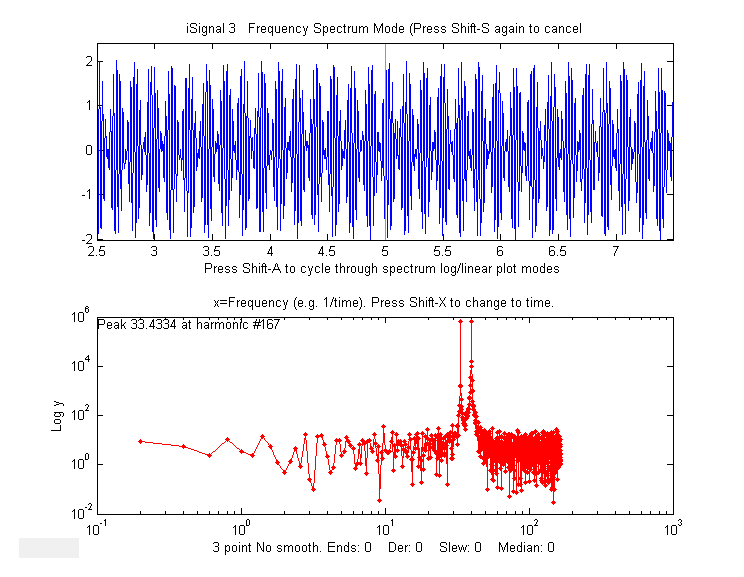 iSignal 3   Frequency Spectrum Mode (Press Shift-S again to cancel
2
1
0
-1
-2
2.5 3 3.5 4 4.5 5 5.5 6 6.5 7
Press Shift-A to cycle through spectrum log/linear plot modes
x=Frequency (e.g. 1/time). Press Shift-X to change to time.
Peak 33.4334 at harmonic #167
10^6
10^4
10^2
10^0
10^-2
Log y
10^-1 10^0 10^1 10^2 10^3
3 point No smooth. Ends: 0    Der: 0    Slew: 0    Median: 0